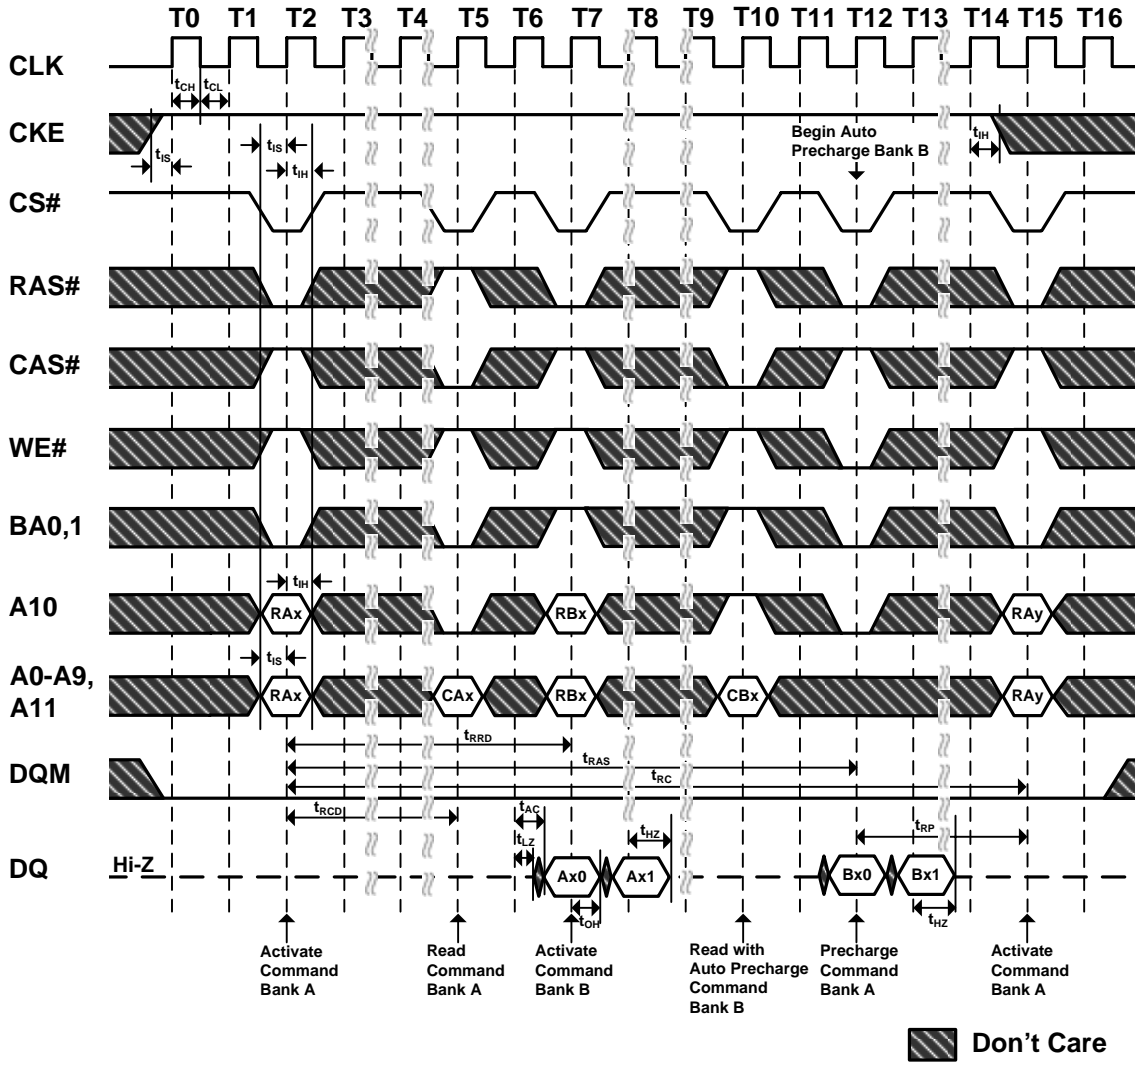 T0 T1 T2 T3 T4 T5 T6 T7 T8 T9 T10 T11 T12 T13 T14 T15 T16
CLK
tCH tCL
CKE
tIS
tIS
tIH
Begin Auto
Precharge Bank B
tIH
CS#
RAS#
CAS#
WE#
BA0,1
tIH
A10
RAx RBx RAy
tIS
A0-A9,
A11
RAx CAx RBx CBx RAy
tRRD
tRAS
DQM
tRC
tRCD
tAC
tLZ
tHZ
tRP
DQ
Hi-Z
Ax0 Ax1 Bx0 Bx1
tOH
tHZ
Activate
Command
Bank A
Read
Command
Bank A
Activate
Command
Bank B
Read with
Auto Precharge
Command
Bank B
Precharge
Command
Bank A
Activate
Command
Bank A
Don't Care